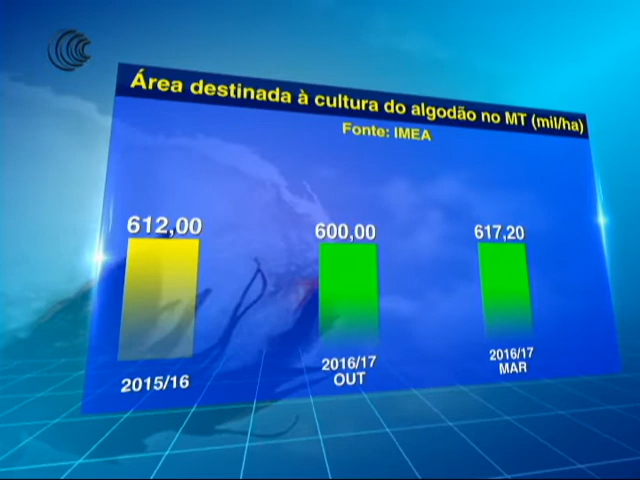 Área destinada à cultura do algodão no MT (mil/ha)
Fonte: IMEA
612,00
600,00
617,20
2015/16
2016/17
OUT
2016/17
MAR